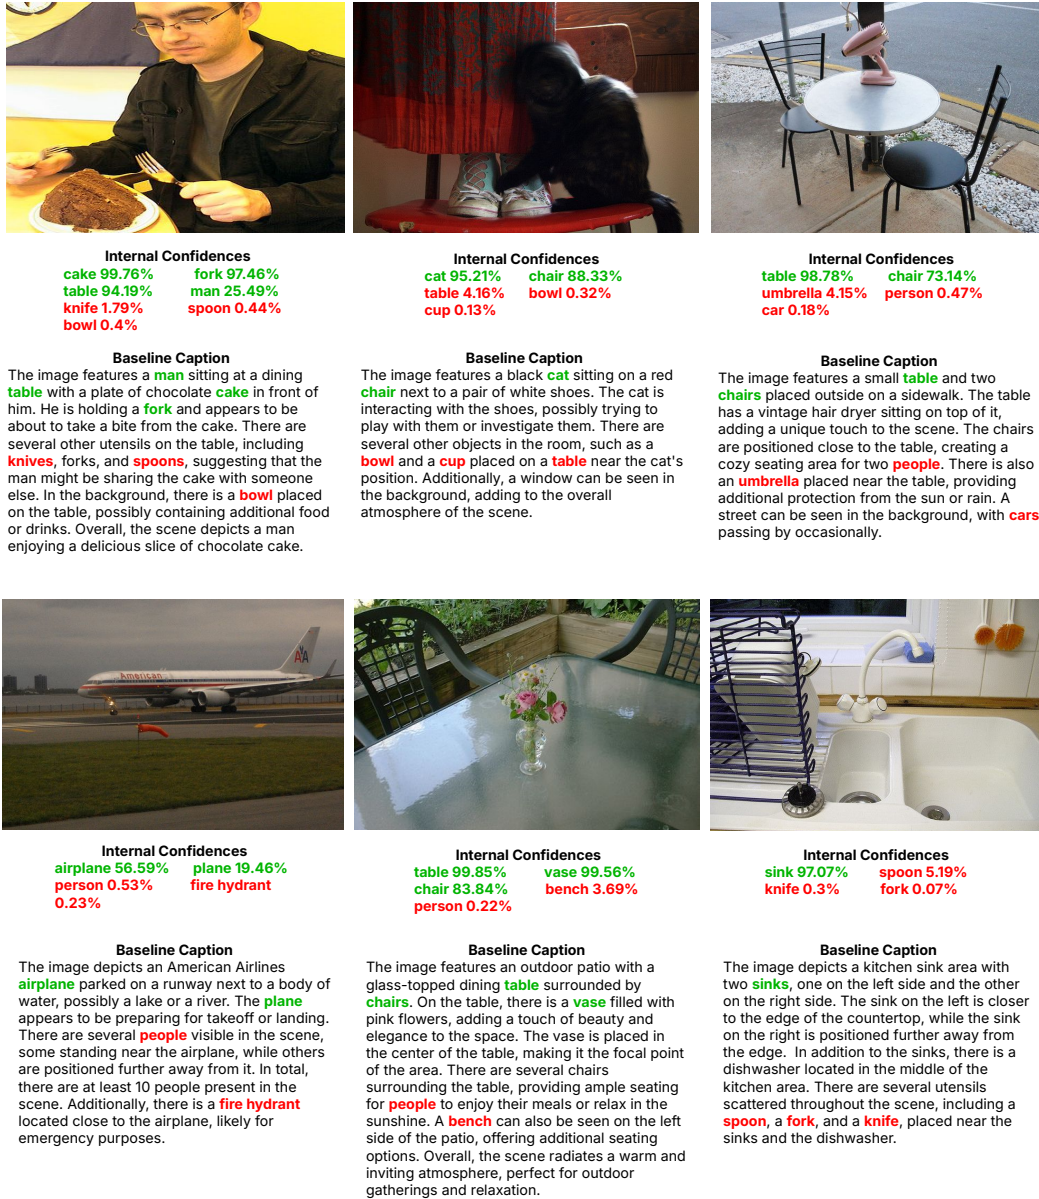 Internal Confidences
cake 99.76% fork 97.46%
table 94.19% man 25.49%
knife 1.79% spoon 0.44%
bowl 0.4%
Baseline Caption
The image features a man sitting at a dining
table with a plate of chocolate cake in front of
him. He is holding a fork and appears to be
about to take a bite from the cake. There are
several other utensils on the table, including
knives, forks, and spoons, suggesting that the
man might be sharing the cake with someone
else. In the background, there is a bowl placed
on the table, possibly containing additional food
or drinks. Overall, the scene depicts a man
enjoying a delicious slice of chocolate cake.
Internal Confidences
cat 95.21% chair 88.33%
table 4.16% bowl 0.32%
cup 0.13%
Baseline Caption
The image features a black cat sitting on a red
chair next to a pair of white shoes. The cat is
interacting with the shoes, possibly trying to
play with them or investigate them. There are
several other objects in the room, such as a
bowl and a cup placed on a table near the cat's
position. Additionally, a window can be seen in
the background, adding to the overall
atmosphere of the scene.
Internal Confidences
table 98.78% chair 73.14%
umbrella 4.15% person 0.47%
car 0.18%
Baseline Caption
The image features a small table and two
chairs placed outside on a sidewalk. The table
has a vintage hair dryer sitting on top of it,
adding a unique touch to the scene. The chairs
are positioned close to the table, creating a
cozy seating area for two people. There is also
an umbrella placed near the table, providing
additional protection from the sun or rain. A
street can be seen in the background, with cars
passing by occasionally.
American
AA
Internal Confidences
airplane 56.59% plane 19.46%
person 0.53% fire hydrant
0.23%
Baseline Caption
The image depicts an American Airlines
airplane parked on a runway next to a body of
water, possibly a lake or a river. The plane
appears to be preparing for takeoff or landing.
There are several people visible in the scene,
some standing near the airplane, while others
are positioned further away from it. In total,
there are at least 10 people present in the
scene. Additionally, there is a fire hydrant
located close to the airplane, likely for
emergency purposes.
Internal Confidences
table 99.85% vase 99.56%
chair 83.84% bench 3.69%
person 0.22%
Baseline Caption
The image features an outdoor patio with a
glass-topped dining table surrounded by
chairs. On the table, there is a vase filled with
pink flowers, adding a touch of beauty and
elegance to the space. The vase is placed in
the center of the table, making it the focal point
of the area. There are several chairs
surrounding the table, providing ample seating
for people to enjoy their meals or relax in the
sunshine. A bench can also be seen on the left
side of the patio, offering additional seating
options. Overall, the scene radiates a warm and
inviting atmosphere, perfect for outdoor
gatherings and relaxation.
Internal Confidences
sink 97.07% spoon 5.19%
knife 0.3% fork 0.07%
Baseline Caption
The image depicts a kitchen sink area with
two sinks, one on the left side and the other
on the right side. The sink on the left is closer
to the edge of the countertop, while the sink
on the right is positioned further away from
the edge. In addition to the sinks, there is a
dishwasher located in the middle of the
kitchen area. There are several utensils
scattered throughout the scene, including a
spoon, a fork, and a knife, placed near the
sinks and the dishwasher.